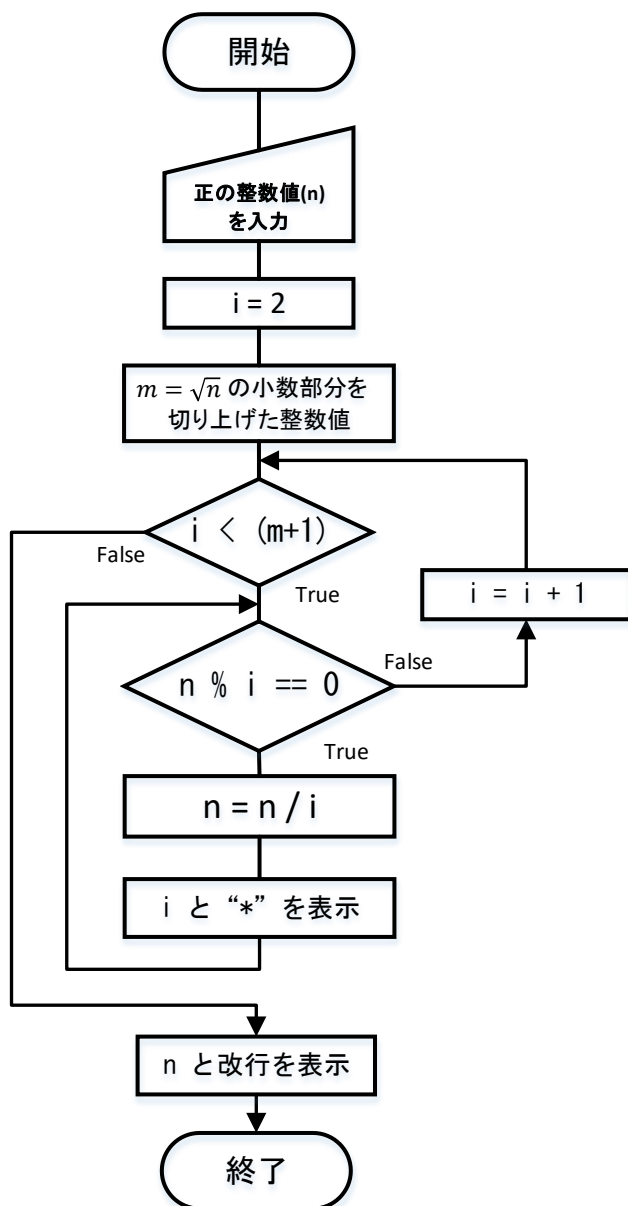 開始
正の整数値(n)
を入力
i = 2
m = √n の小数部分を
切り上げた整数値
i < (m+1)
False
True
i = i + 1
n % i == 0
False
True
n = n / i
i と “*” を表示
n と改行を表示
終了